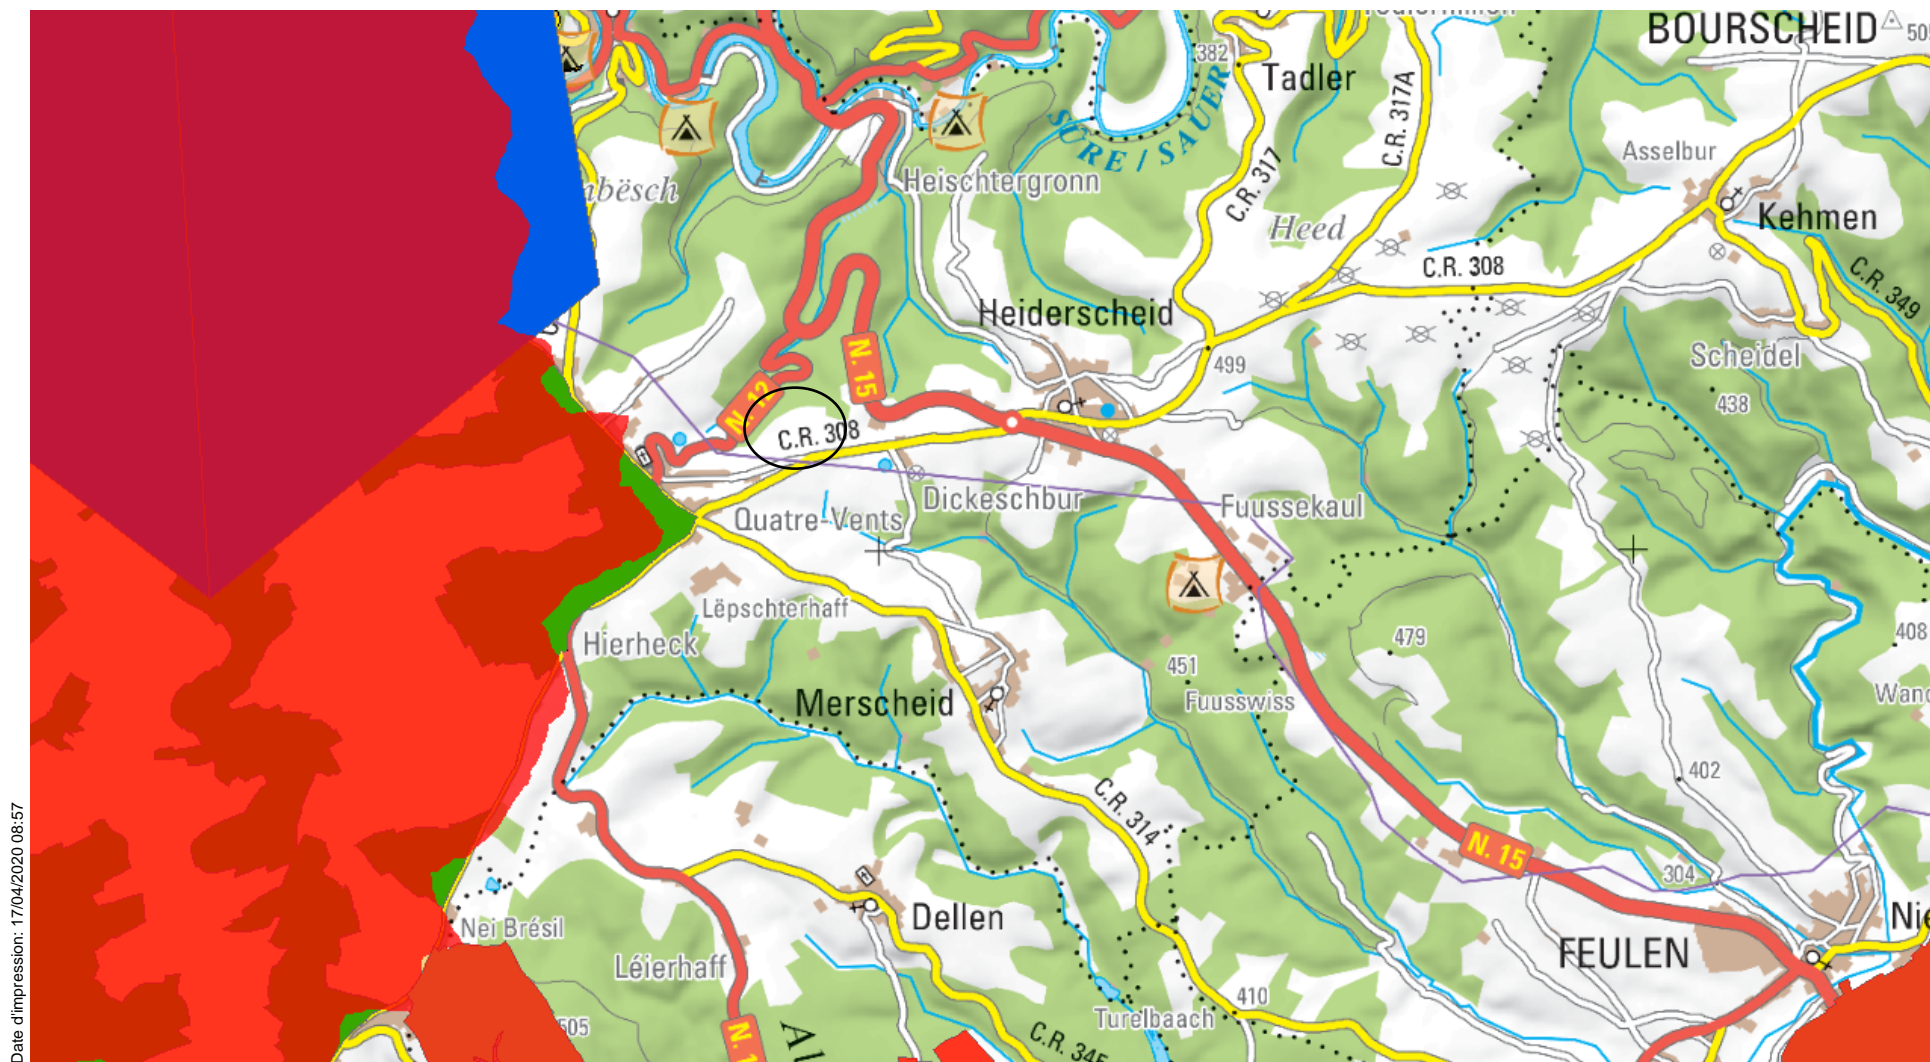 BOURSCHEID
382
Tadler
C.R. 317A
SÛRE / SAUER
Asselbur
Heischtergronn
C.R. 317
Kehmen
Heed
C.R. 308
C.R. 349
Heiderscheid
N. 15
499
Scheidel
438
C.R. 308
Dickeschbur
Fuussekaul
Quatre-Vents
Lëpschterhaff
Hierheck
479
408
451
Merscheid
Fuusswiss
402
C.R. 314
N. 15
304
Dellen
Nei Brésil
FEULEN
Léierhaff
410
Turelbaach
505
C.R. 345
Date d'impression: 17/04/2020 08:57